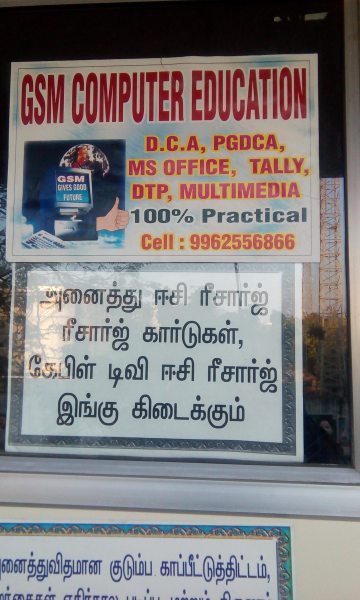 GSM COMPUTER EDUCATION
GSM
GIVES GOOD
FUTURE
D.C.A, PGDCA,
MS OFFICE, TALLY,
DTP, MULTIMEDIA
100% Practical
Cell : 9962556866
அனைத்து ஈசி ரீசார்ஜ்
ரீசார்ஜ் கார்டுகள்,
கேபிள் டிவி ஈசி ரீசார்ஜ்
இங்கு கிடைக்கும்
அனைத்துவிதமான குடும்ப காப்பீட்டுத்திட்டம்,